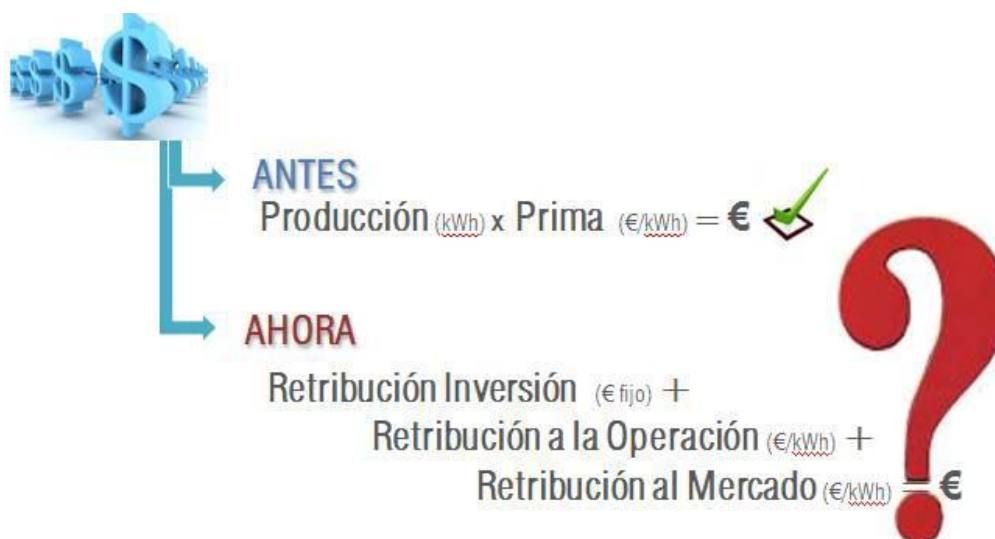 ANTES
Producción (kWh) x Prima (€/kWh) = €
AHORA
Retribución Inversión (€ fijo) +
Retribución a la Operación (€/kWh) +
Retribución al Mercado (€/kWh) = €